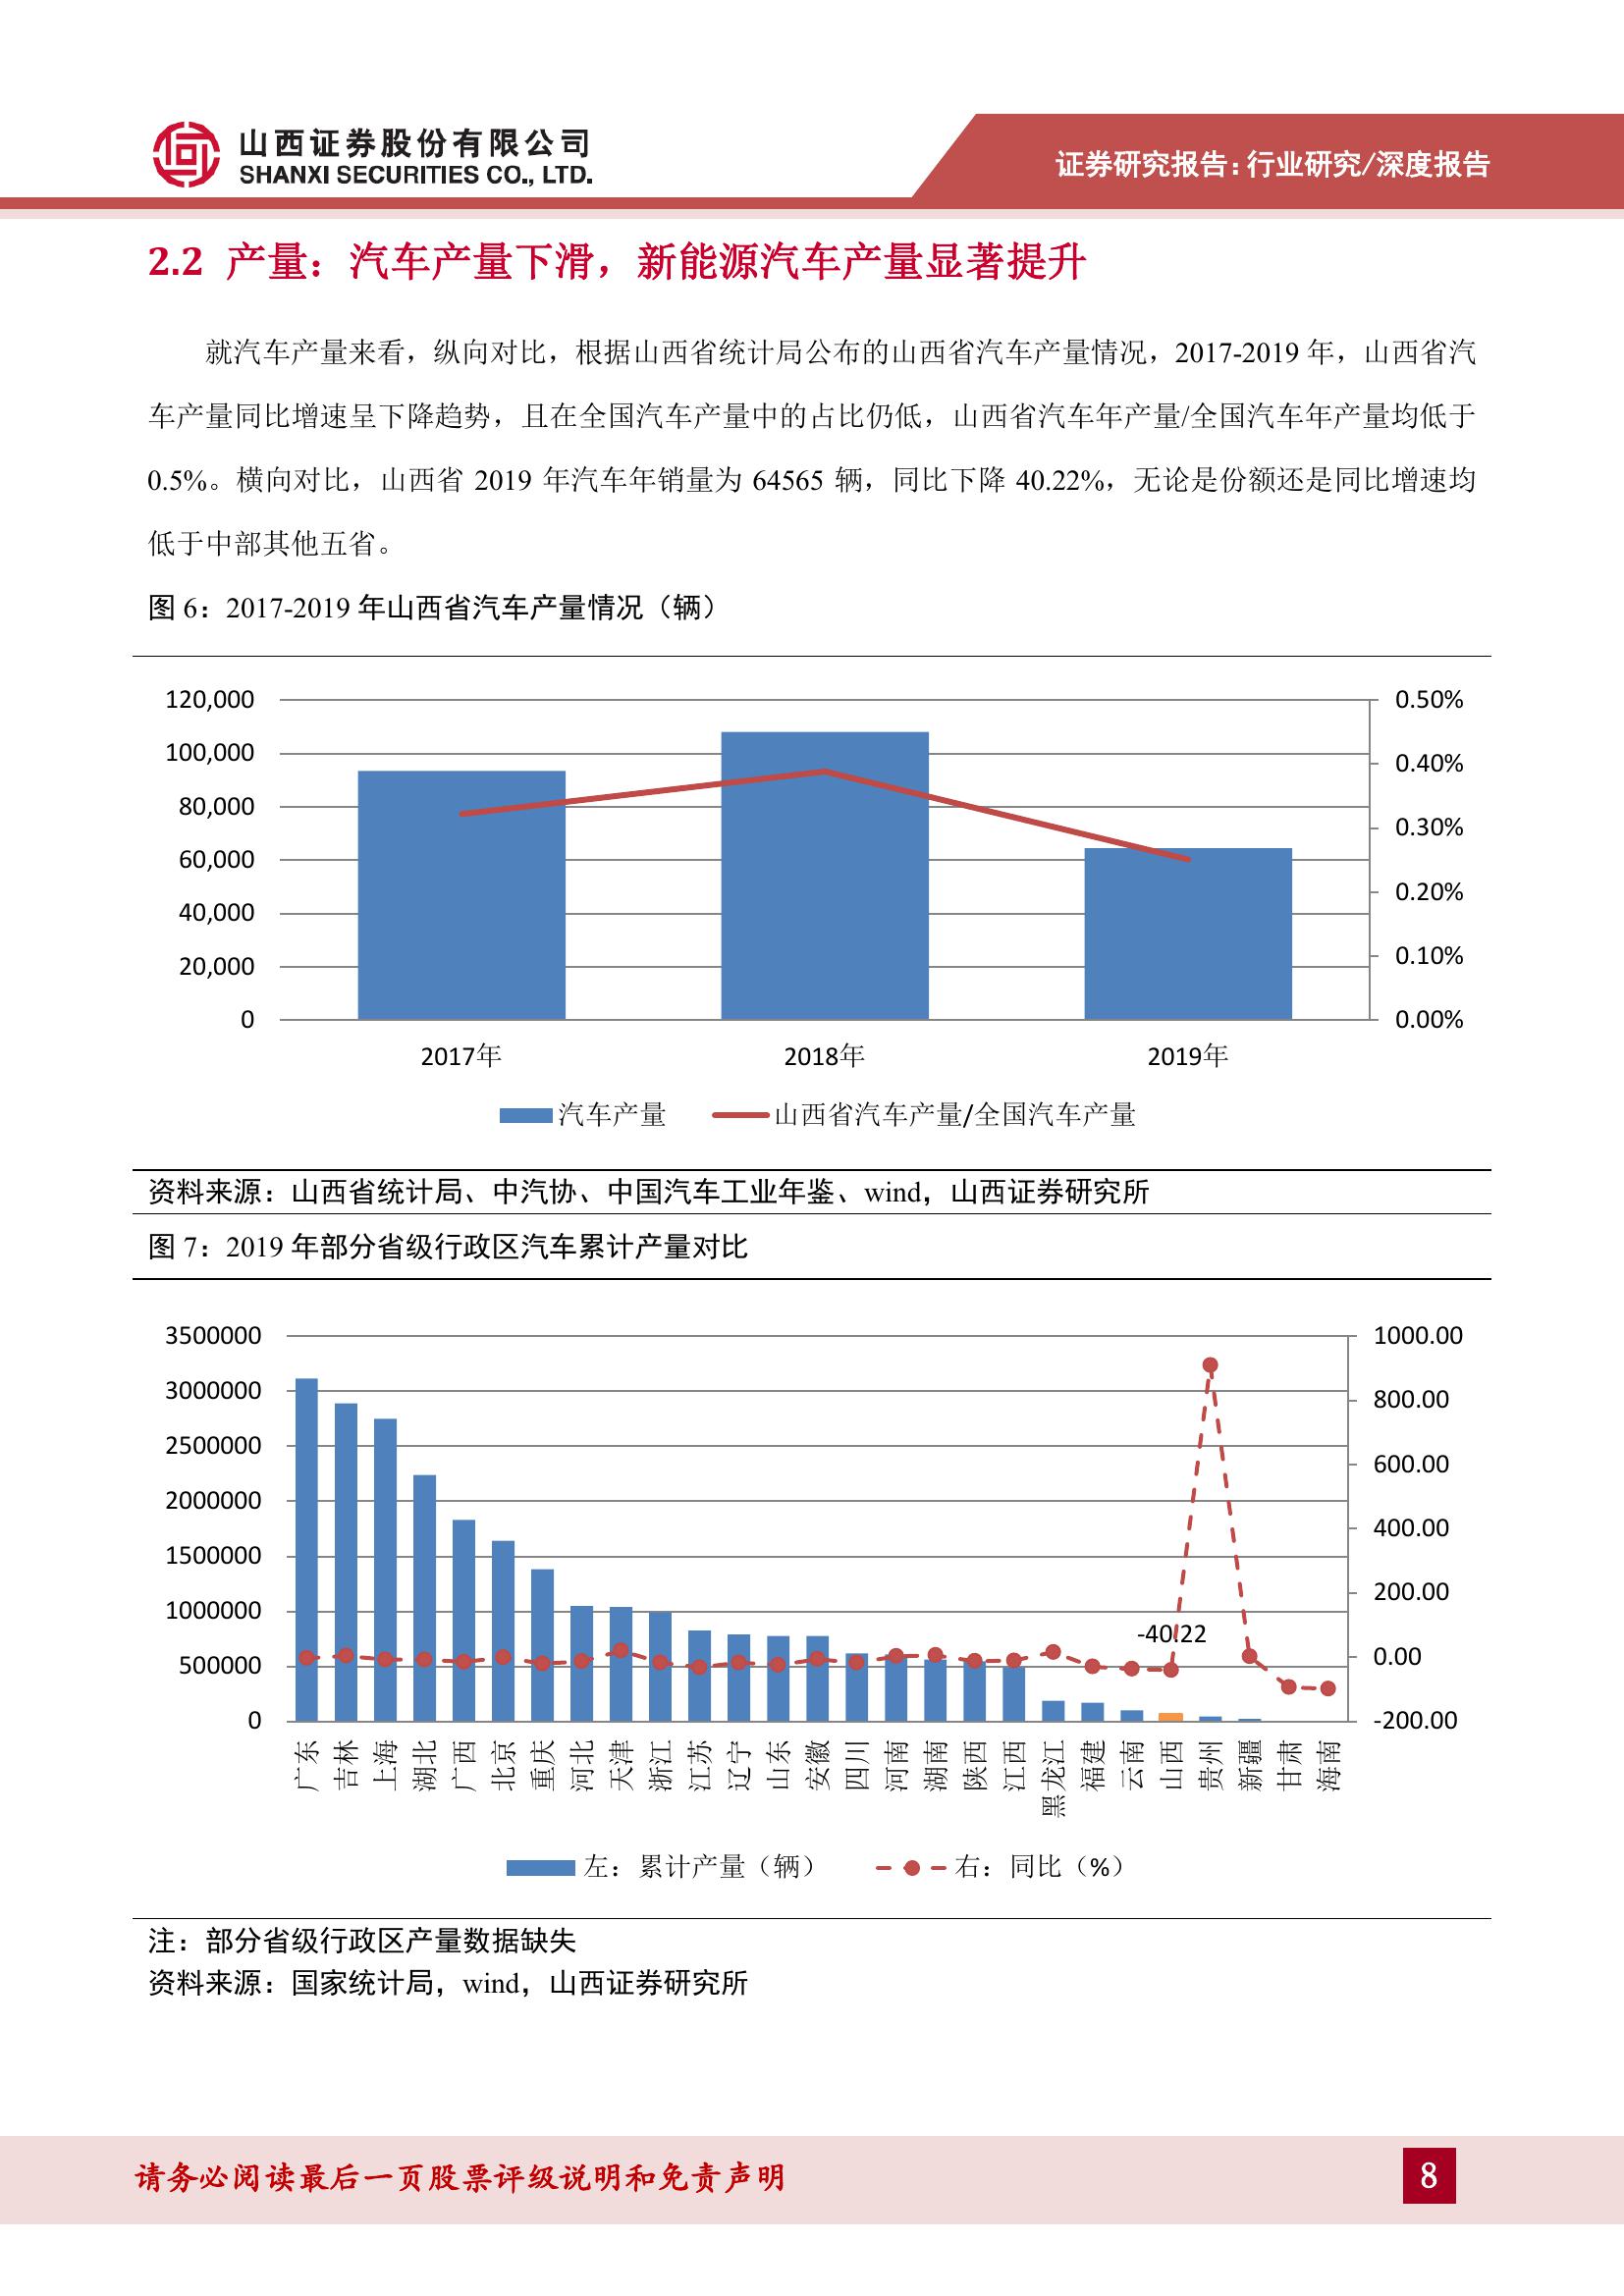 山西证券股份有限公司
SHANXI SECURITIES CO., LTD.
证券研究报告：行业研究/深度报告
2.2 产量：汽车产量下滑，新能源汽车产量显著提升
就汽车产量来看，纵向对比，根据山西省统计局公布的山西省汽车产量情况，2017-2019 年，山西省汽
车产量同比增速呈下降趋势，且在全国汽车产量中的占比仍低，山西省汽车年产量/全国汽车年产量均低于
0.5%。横向对比，山西省 2019 年汽车年销量为 64565 辆，同比下降 40.22%，无论是份额还是同比增速均
低于中部其他五省。
图 6：2017-2019 年山西省汽车产量情况（辆）
120,000
100,000
80,000
60,000
40,000
20,000
0
0.50%
0.40%
0.30%
0.20%
0.10%
0.00%
2017年
2018年
2019年
汽车产量
山西省汽车产量/全国汽车产量
资料来源：山西省统计局、中汽协、中国汽车工业年鉴、wind，山西证券研究所
图 7：2019 年部分省级行政区汽车累计产量对比
3500000
3000000
2500000
2000000
1500000
1000000
500000
0
1000.00
800.00
600.00
400.00
200.00
0.00
-200.00
-40.22
广东
吉林
上海
湖北
广西
北京
重庆
河北
天津
浙江
江苏
辽宁
山东
安徽
四川
河南
湖南
陕西
江西
黑龙江
福建
云南
山西
贵州
新疆
甘肃
海南
左：累计产量（辆）
右：同比（%）
注：部分省级行政区产量数据缺失
资料来源：国家统计局，wind，山西证券研究所
请务必阅读最后一页股票评级说明和免责声明
8